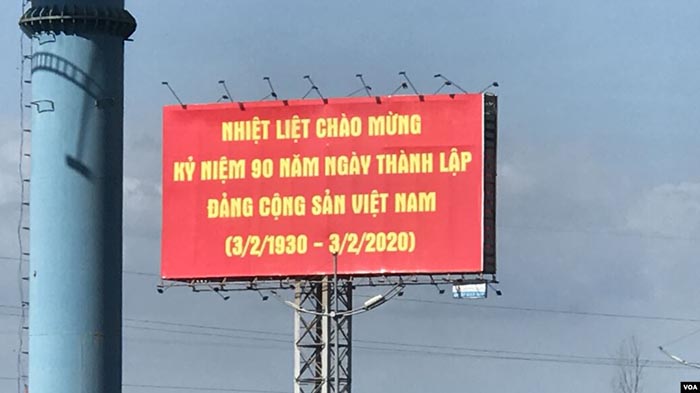 NHIỆT LIỆT CHÀO MỪNG
KỶ NIỆM 90 NĂM NGÀY THÀNH LẬP
ĐẢNG CỘNG SẢN VIỆT NAM
(3/2/1930 - 3/2/2020)
VOA